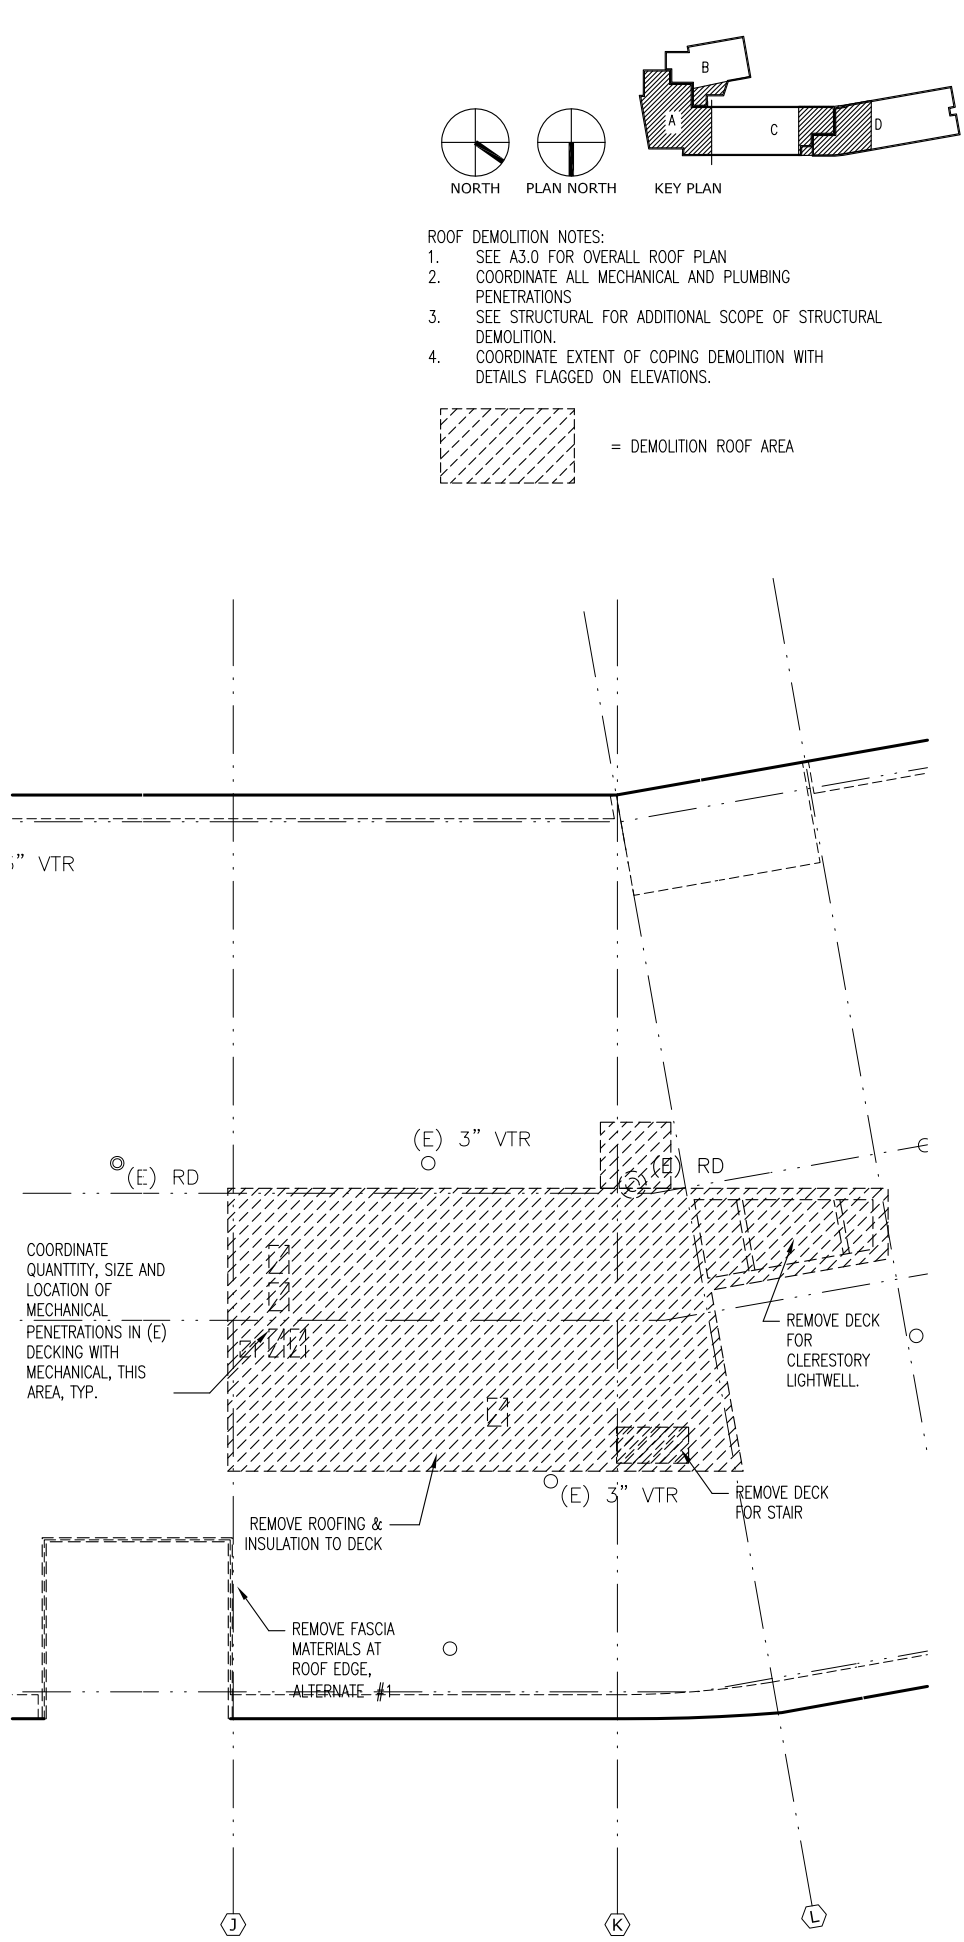 B
A
C
D
NORTH
PLAN NORTH
KEY PLAN
ROOF DEMOLITION NOTES:
1. SEE A3.0 FOR OVERALL ROOF PLAN
2. COORDINATE ALL MECHANICAL AND PLUMBING
PENETRATIONS
3. SEE STRUCTURAL FOR ADDITIONAL SCOPE OF STRUCTURAL
DEMOLITION.
4. COORDINATE EXTENT OF COPING DEMOLITION WITH
DETAILS FLAGGED ON ELEVATIONS.
= DEMOLITION ROOF AREA
" VTR
(E) 3" VTR
(E) RD
(E) RD
COORDINATE
QUANTTITY, SIZE AND
LOCATION OF
MECHANICAL
PENETRATIONS IN (E)
DECKING WITH
MECHANICAL, THIS
AREA, TYP.
REMOVE DECK
FOR
CLERESTORY
LIGHTWELL.
(E) 3" VTR
REMOVE DECK
FOR STAIR
REMOVE ROOFING &
INSULATION TO DECK
REMOVE FASCIA
MATERIALS AT
ROOF EDGE,
ALTERNATE #1
J
K
L